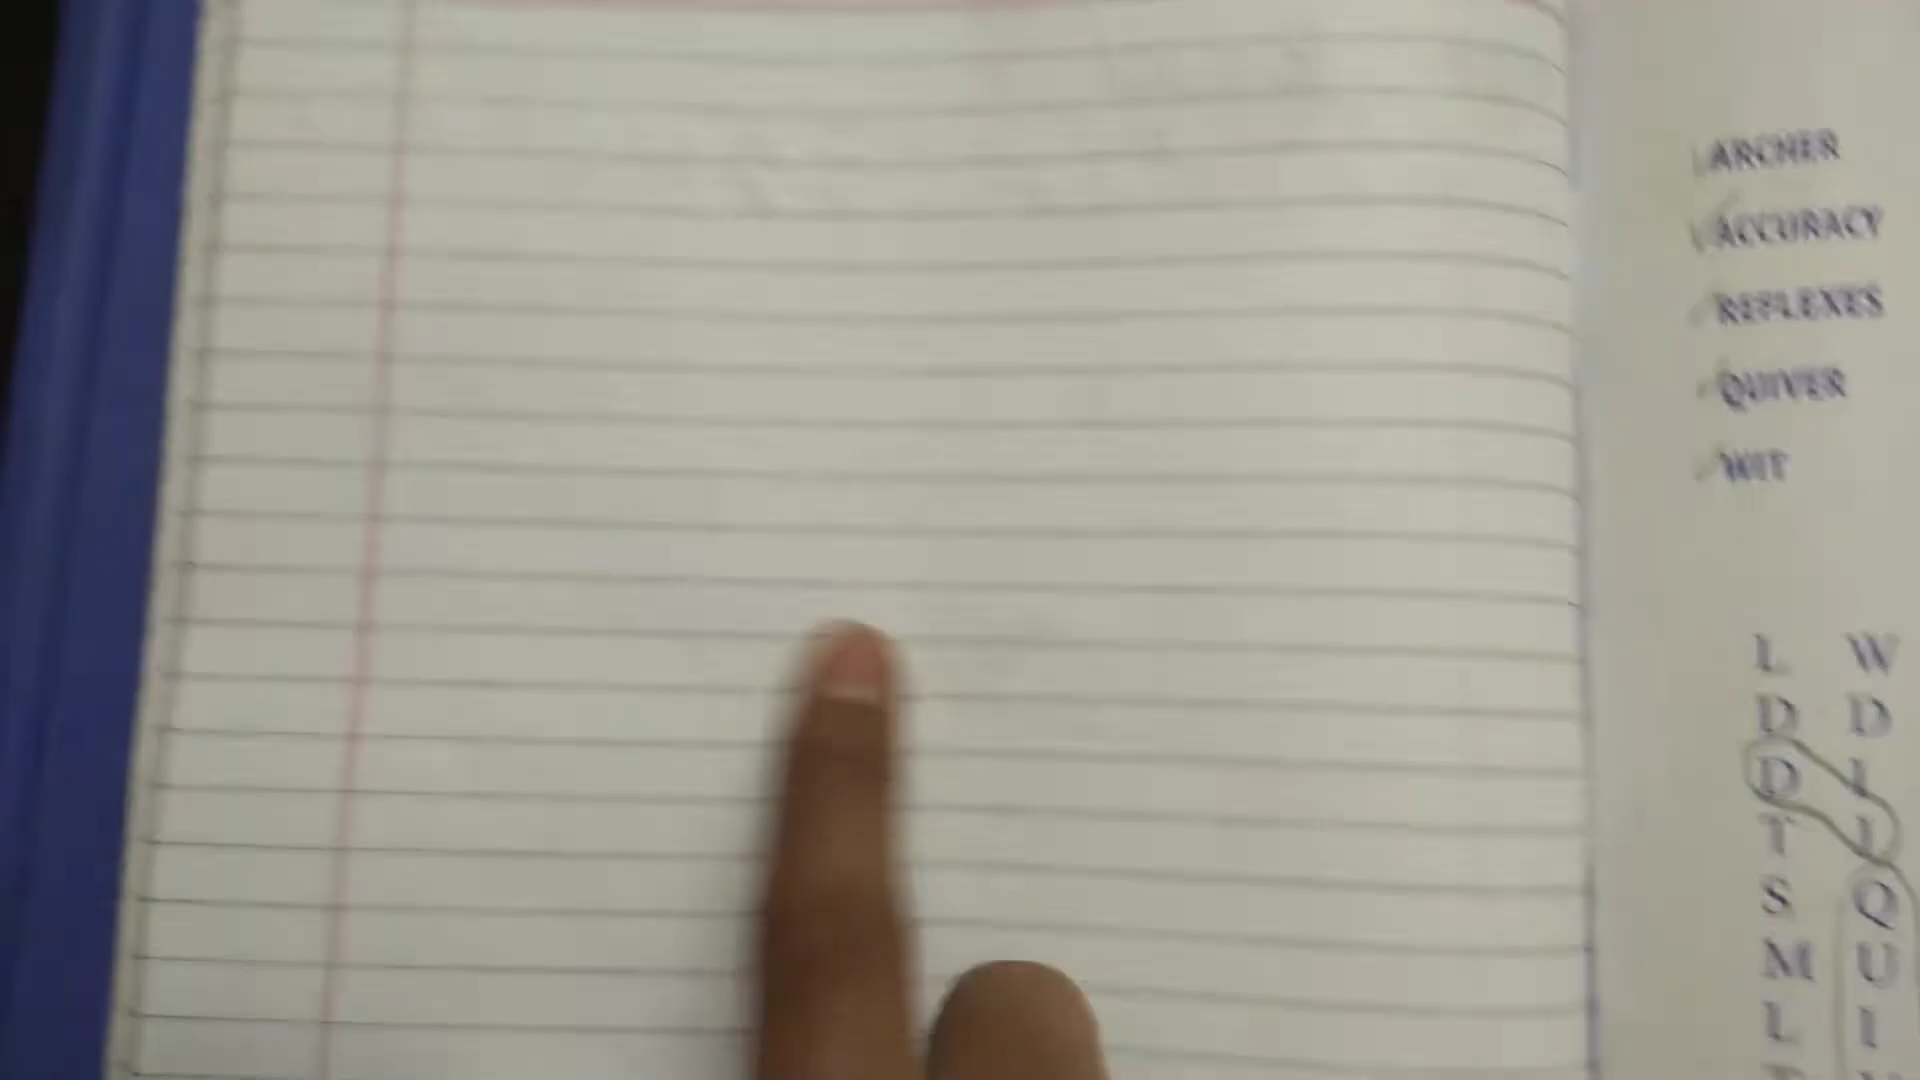 ARCHER
ACCURACY
REFLEXES
QUIVER
WIT
L W
D D
D I
T I
S Q
M U
L I